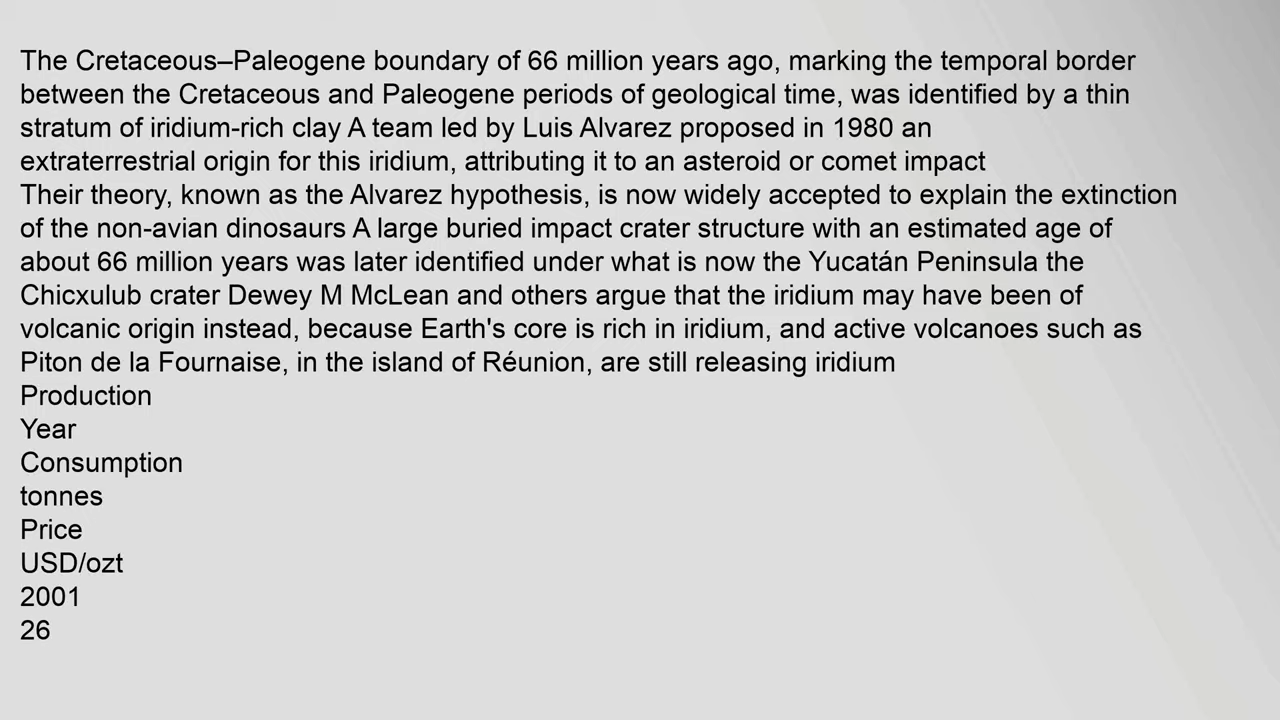 The Cretaceous–Paleogene boundary of 66 million years ago, marking the temporal border
between the Cretaceous and Paleogene periods of geological time, was identified by a thin
stratum of iridium-rich clay A team led by Luis Alvarez proposed in 1980 an
extraterrestrial origin for this iridium, attributing it to an asteroid or comet impact
Their theory, known as the Alvarez hypothesis, is now widely accepted to explain the extinction
of the non-avian dinosaurs A large buried impact crater structure with an estimated age of
about 66 million years was later identified under what is now the Yucatán Peninsula the
Chicxulub crater Dewey M McLean and others argue that the iridium may have been of
volcanic origin instead, because Earth's core is rich in iridium, and active volcanoes such as
Piton de la Fournaise, in the island of Réunion, are still releasing iridium
Production
Year
Consumption
tonnes
Price
USD/ozt
2001
26